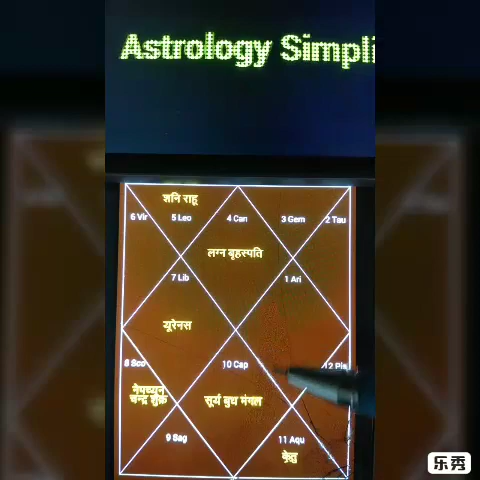 Astrology Simpli
शनि राहू
6 Vir 5 Leo 4 Can 3 Gem 2 Tau
लग्न बृहस्पति
7 Lib 1 Ari
यूरेनस
8 Sco 10 Cap 12 Pis
नेपच्यून
चन्द्र शुक्र सूर्य बुध मंगल
9 Sag 11 Aqu
केतु
乐秀